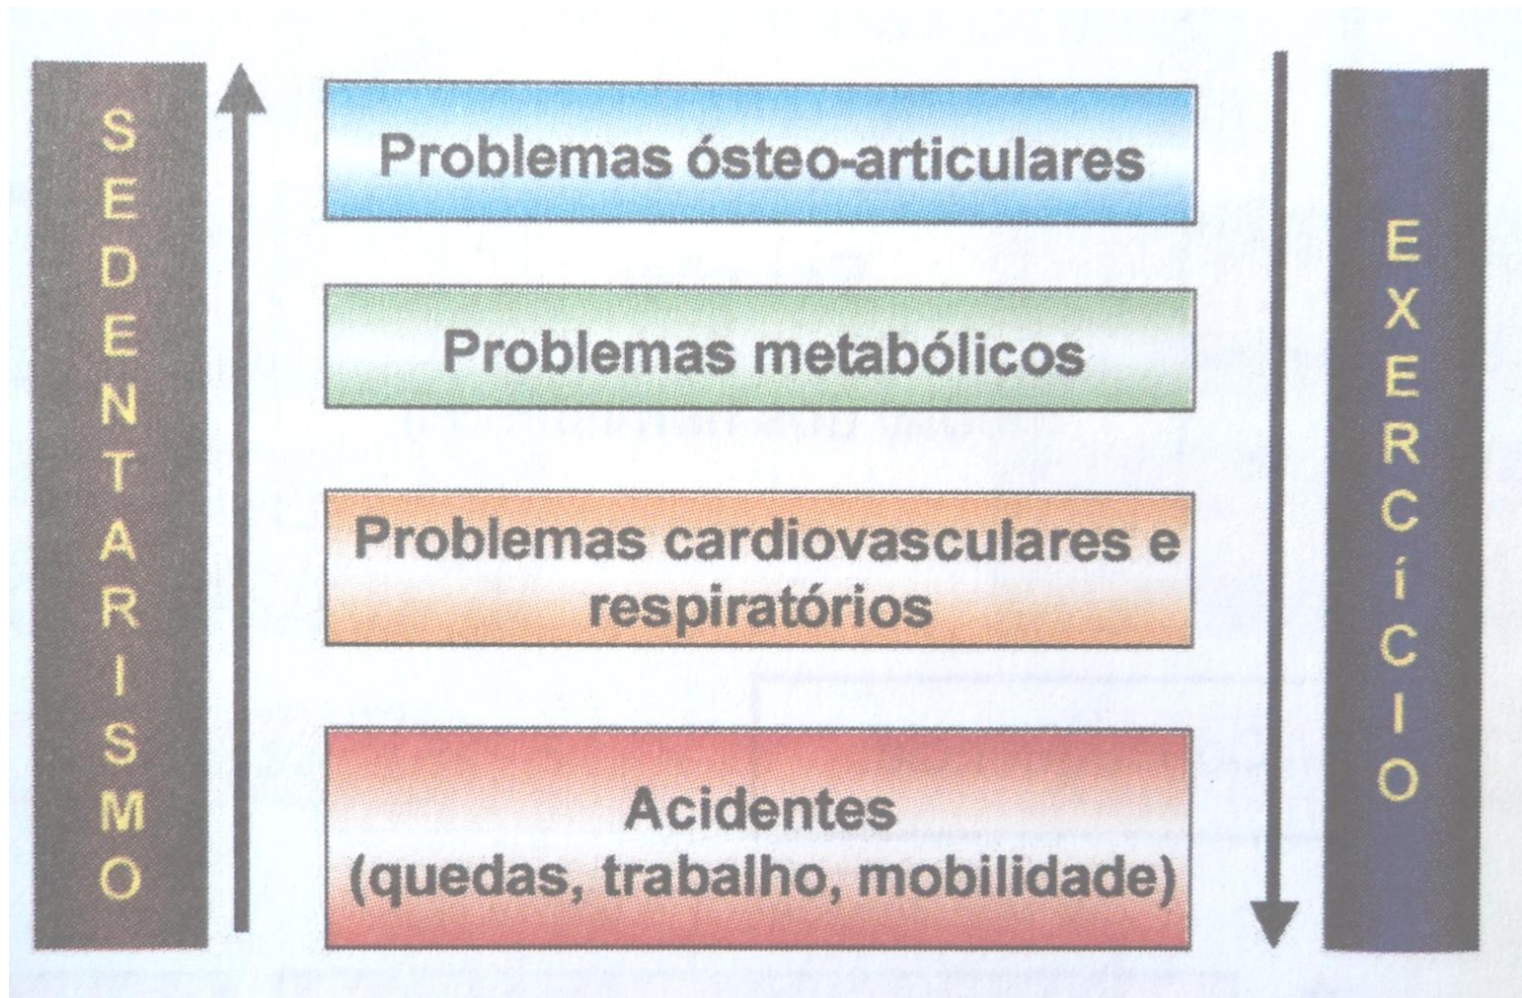 SEDENTARISMO
Problemas ósteo-articulares
Problemas metabólicos
Problemas cardiovasculares e
respiratórios
Acidentes
(quedas, trabalho, mobilidade)
EXERCÍCIO